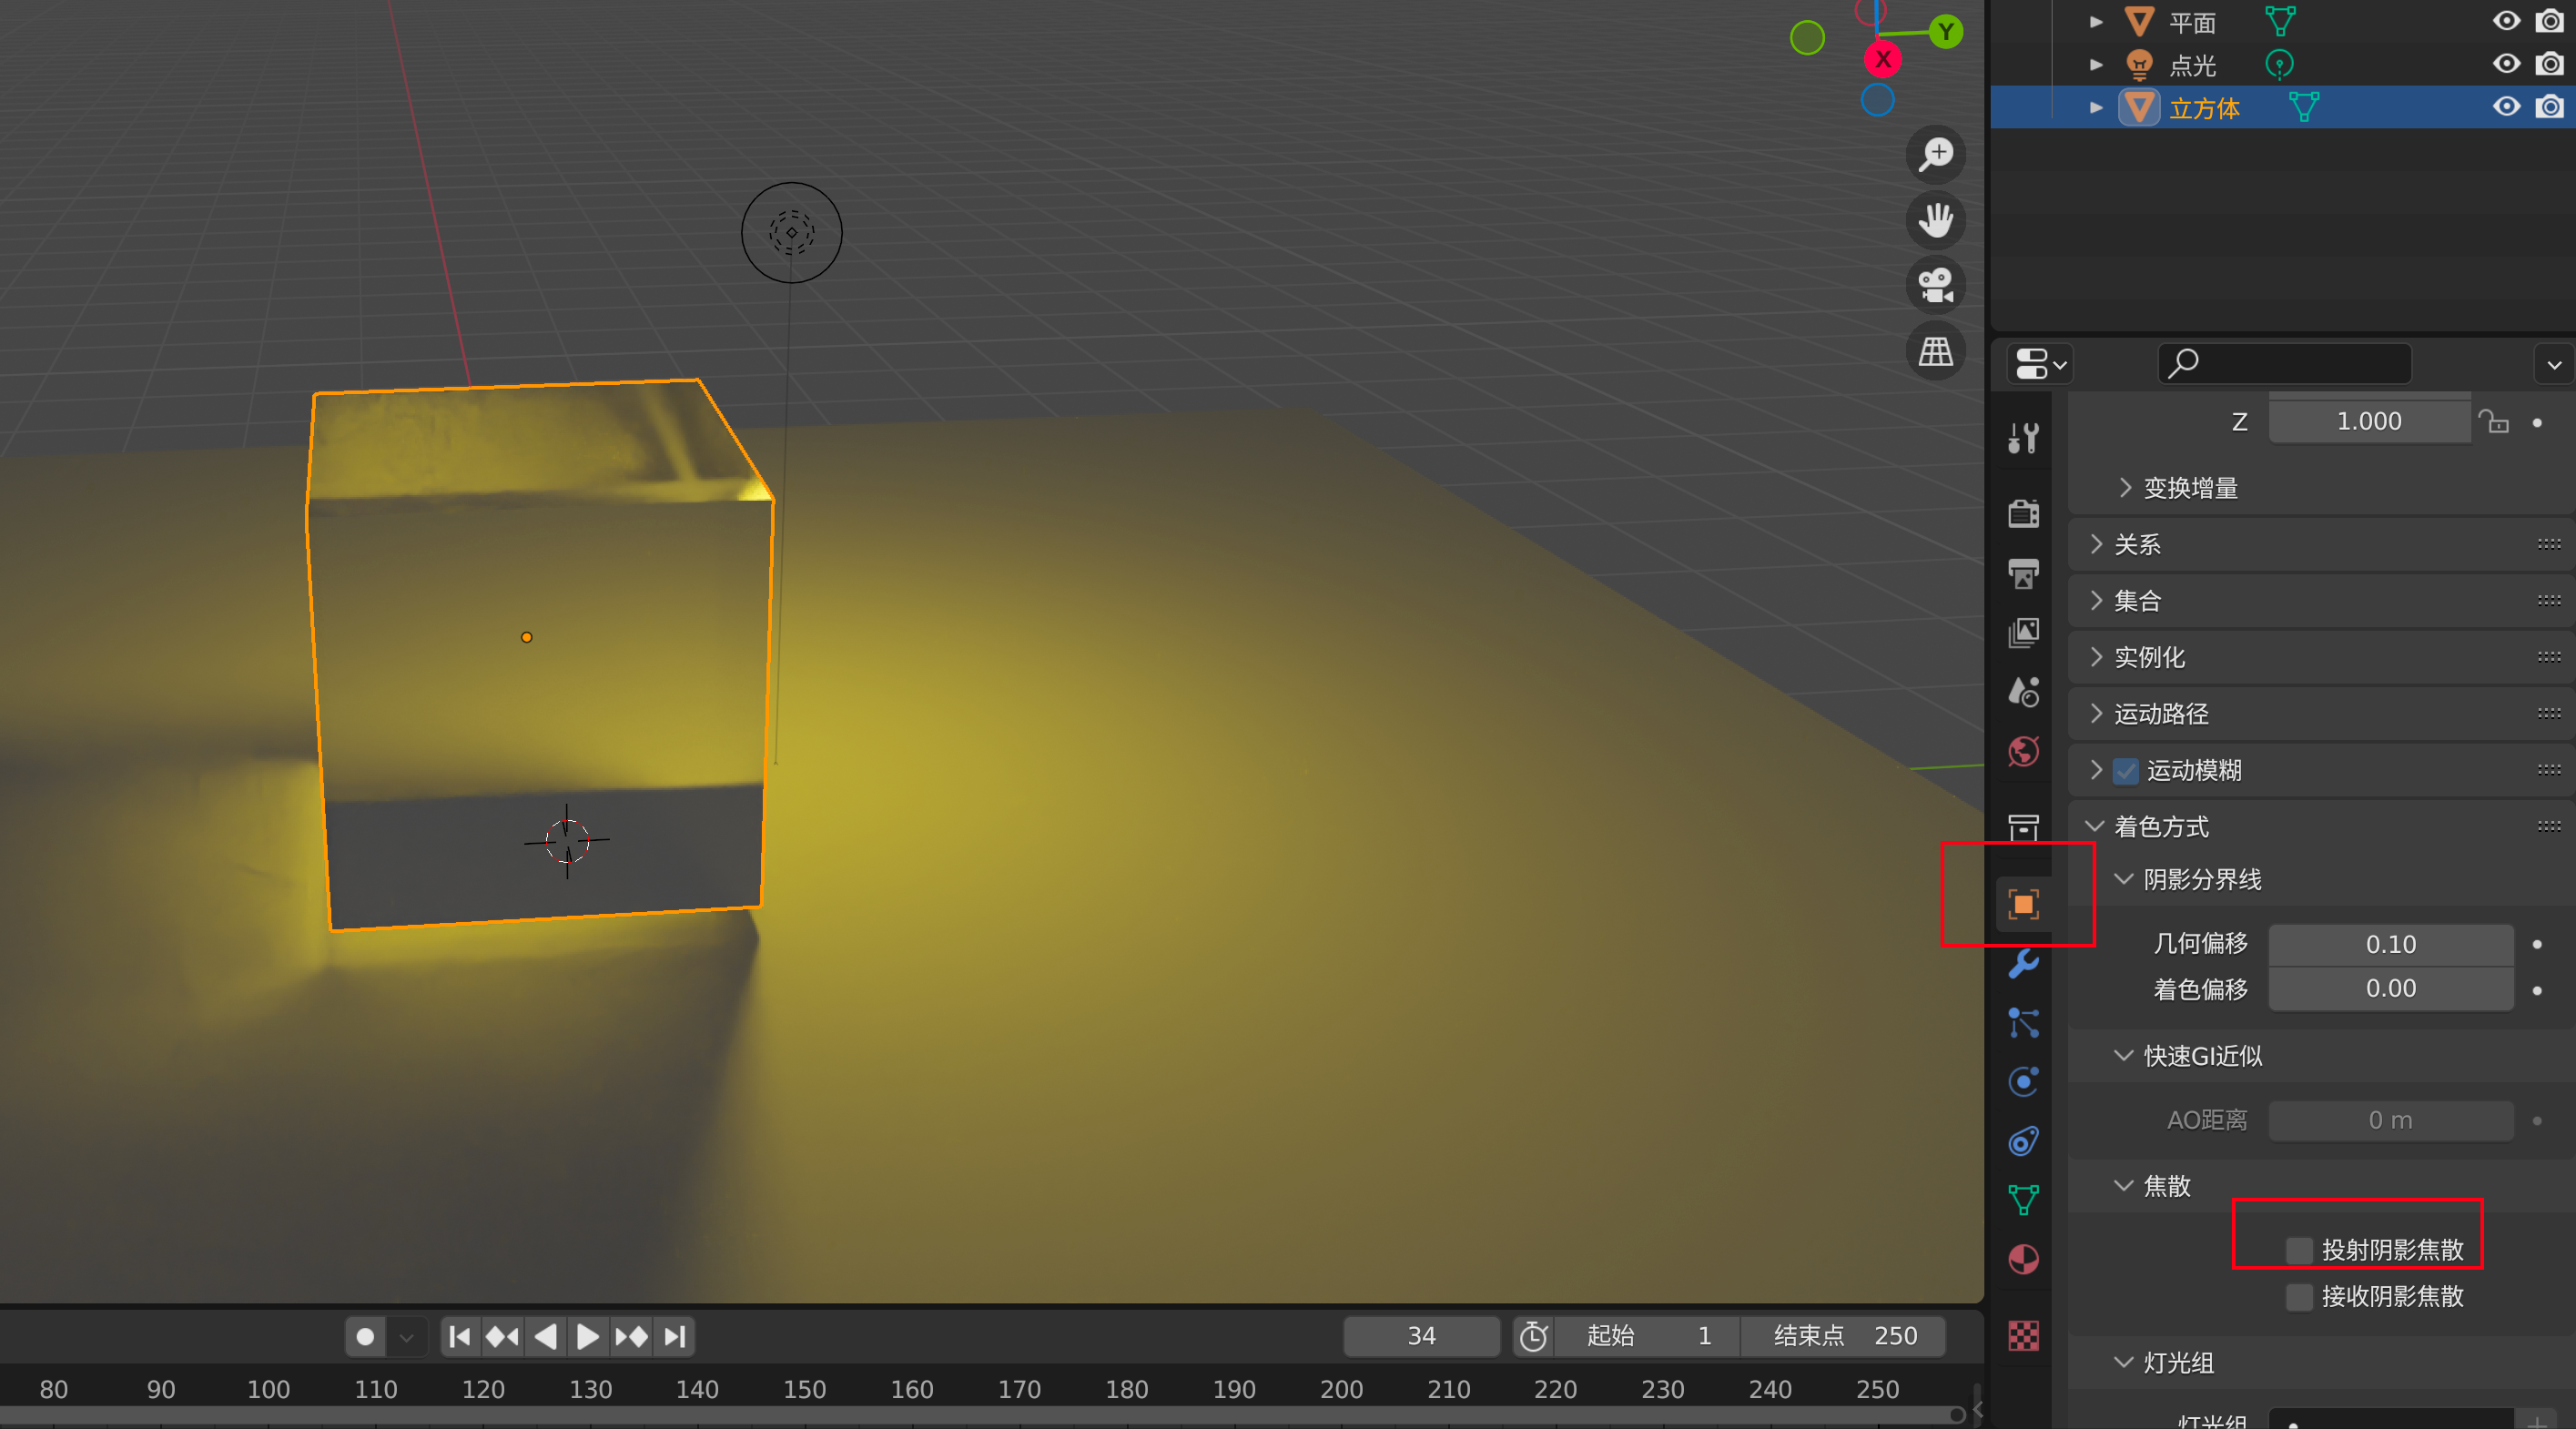 Y
X
平面
点光
立方体
Z 1.000
变换增量
关系
集合
实例化
运动路径
运动模糊
着色方式
阴影分界线
几何偏移 0.10
着色偏移 0.00
快速GI近似
AO距离 0 m
焦散
投射阴影焦散
接收阴影焦散
灯光组
灯光组
34 起始 1 结束点 250
80 90 100 110 120 130 140 150 160 170 180 190 200 210 220 230 240 250